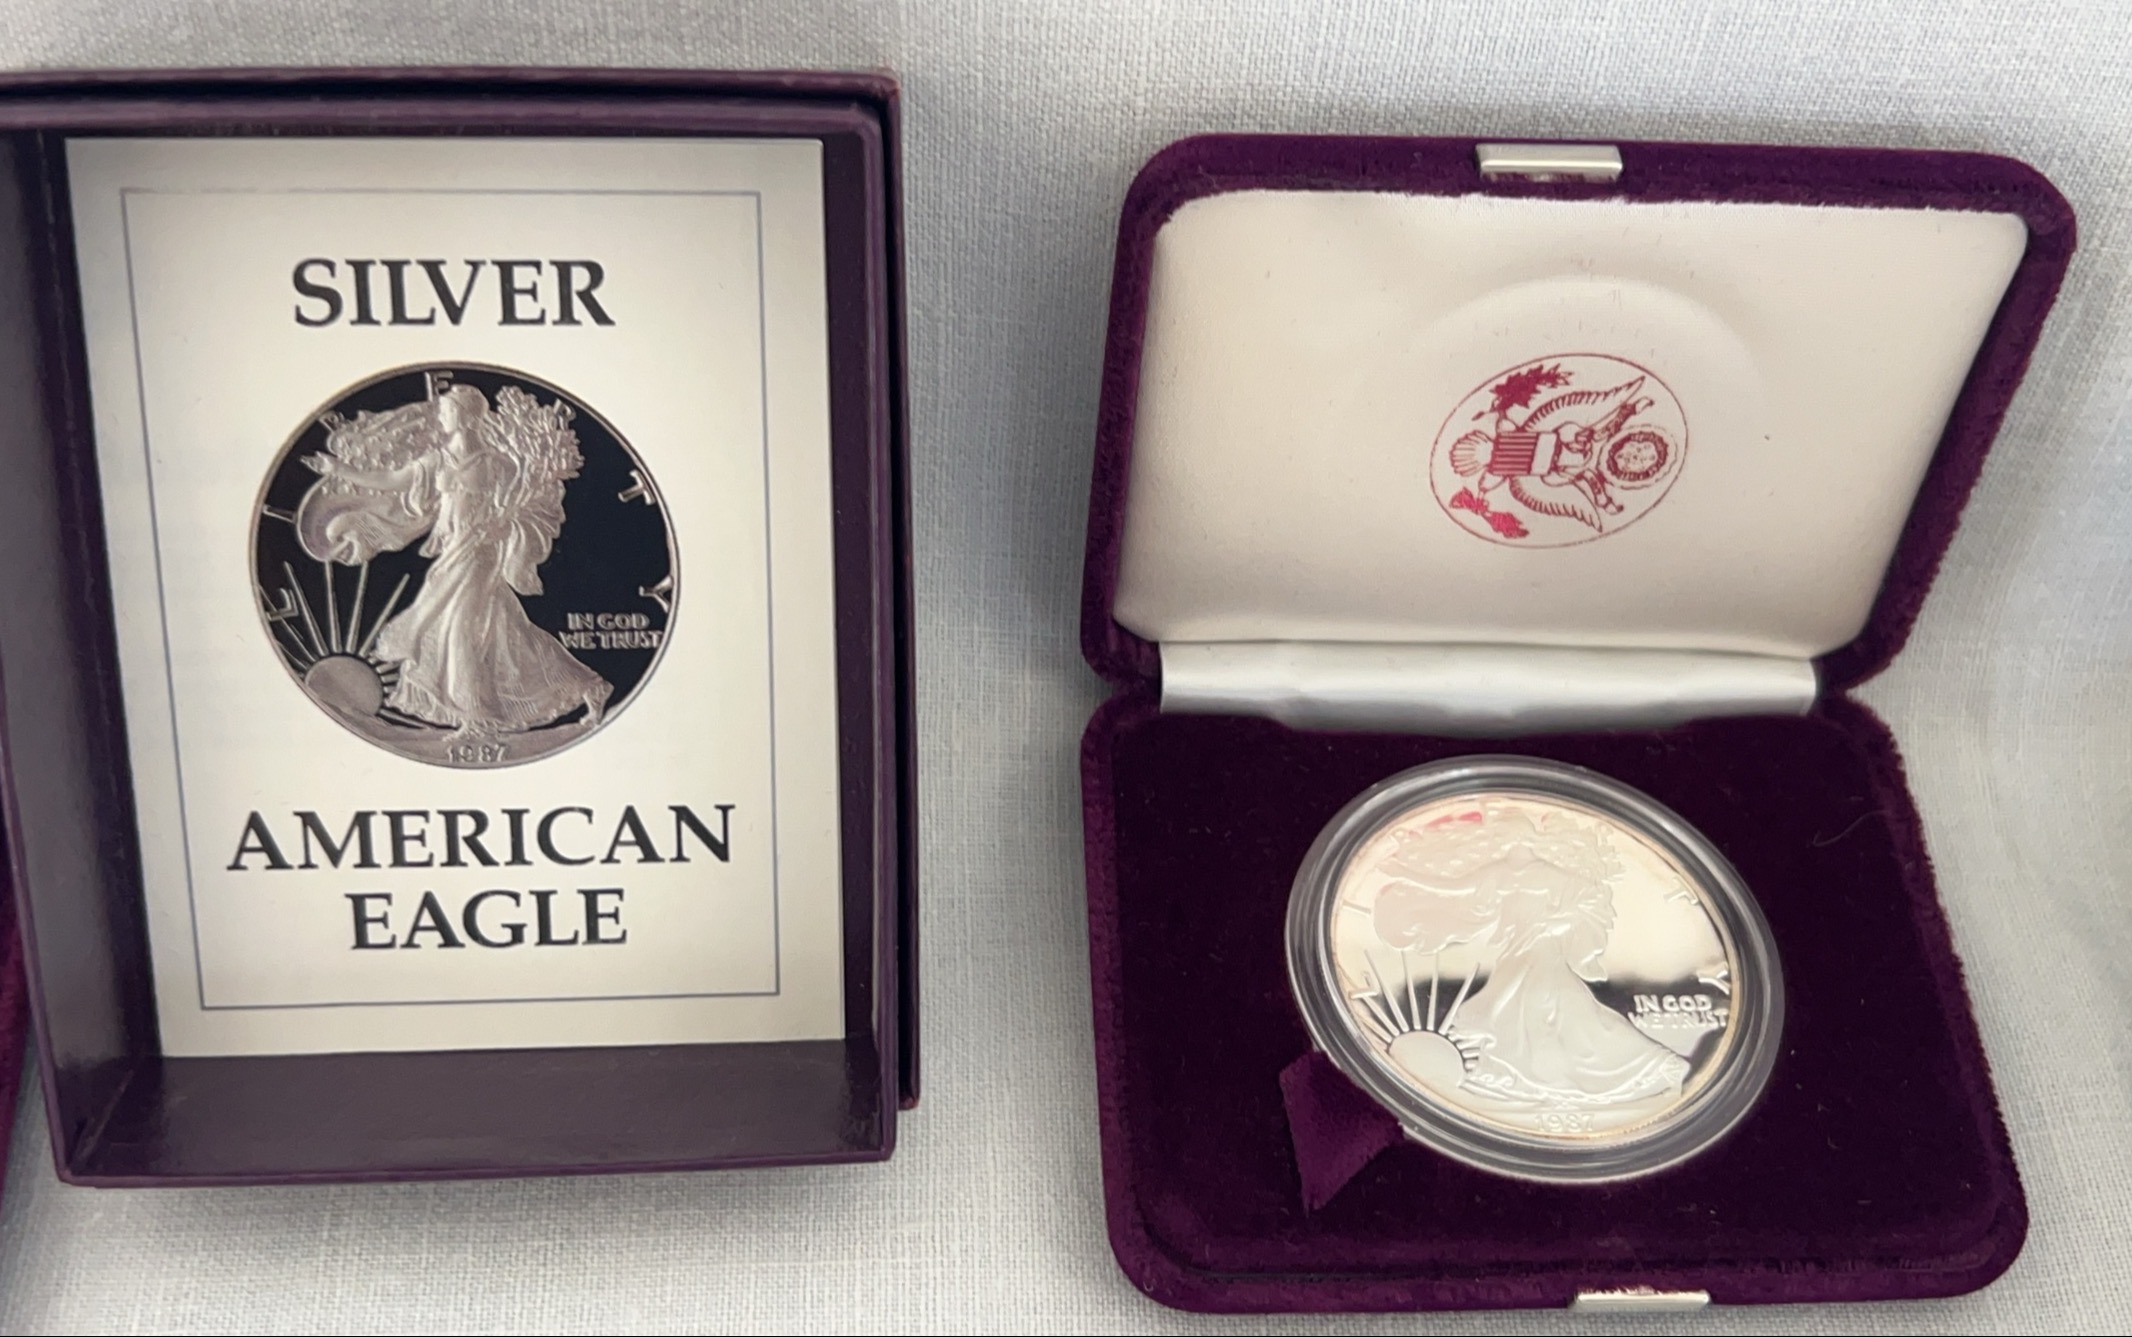 SILVER
LIBERTY
IN GOD
WE TRUST
1987
AMERICAN
EAGLE
LIBERTY
IN GOD
WE TRUST
1987